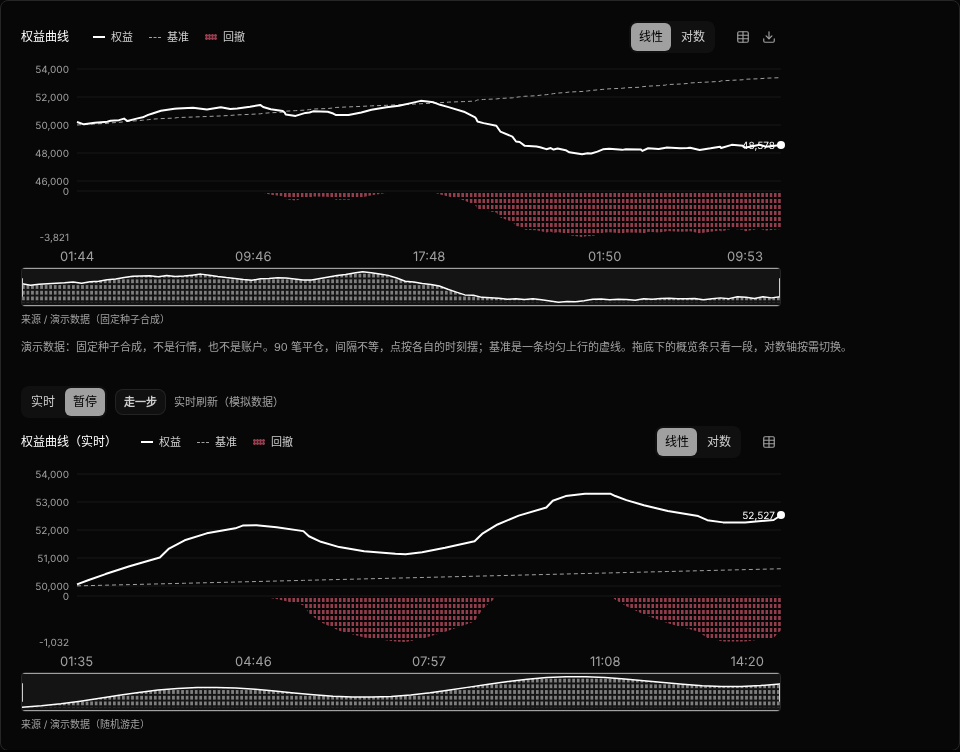 权益曲线 权益 基准 回撤 线性 对数
54,000
52,000
50,000
48,000
48,578
46,000
0
-3,821
01:44 09:46 17:48 01:50 09:53
来源 / 演示数据（固定种子合成）
演示数据：固定种子合成，不是行情，也不是账户。90 笔平仓，间隔不等，点按各自的时刻摆；基准是一条均匀上行的虚线。拖底下的概览条只看一段，对数轴按需切换。
实时 暂停 走一步 实时刷新（模拟数据）
权益曲线（实时） 权益 基准 回撤 线性 对数
54,000
53,000
52,527
52,000
51,000
50,000
0
-1,032
01:35 04:46 07:57 11:08 14:20
来源 / 演示数据（随机游走）